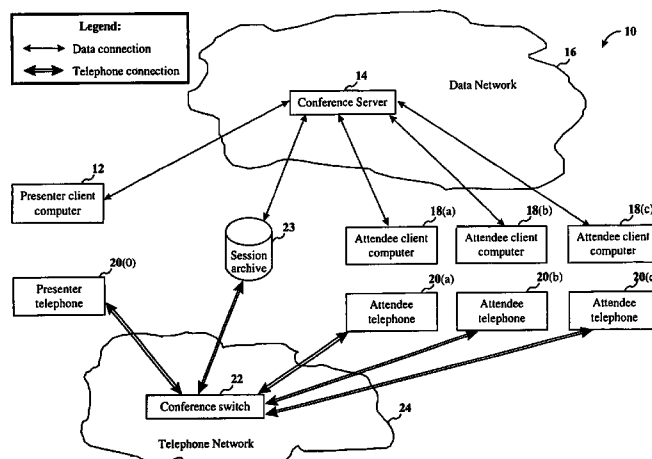 Legend:
Data connection
Telephone connection
10
16
14
Data Network
Conference Server
12
Presenter client
computer
23
Session
archive
18(a)
18(b)
18(c)
Attendee client
computer
Attendee client
computer
Attendee client
computer
20(0)
Presenter
telephone
20(a)
20(b)
20(c)
Attendee
telephone
Attendee
telephone
Attendee
telephone
22
Conference switch
24
Telephone Network